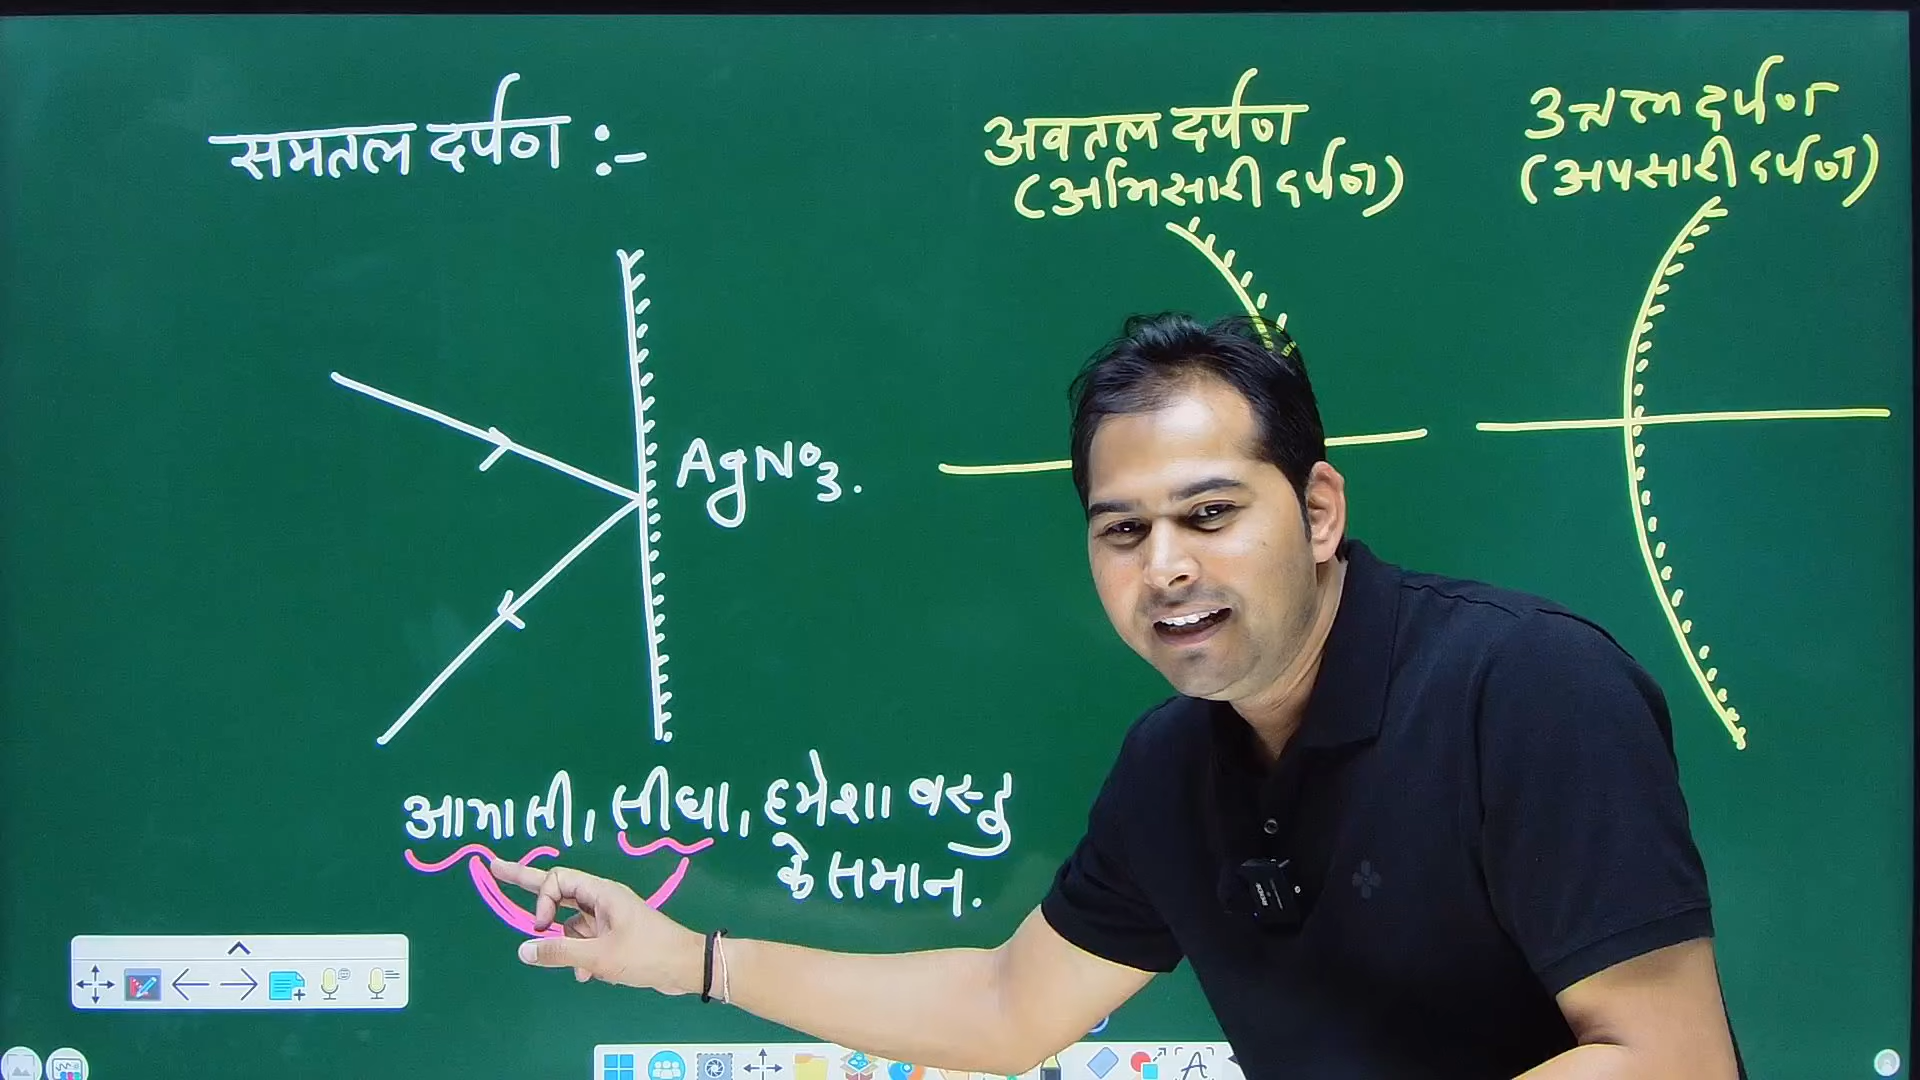 समतल दर्पण :-
अवतल दर्पण
(अभिसारी दर्पण)
उत्तल दर्पण
(अपसारी दर्पण)
AgNO3.
आभासी, सीधा, हमेशा वस्तु
के समान.
A